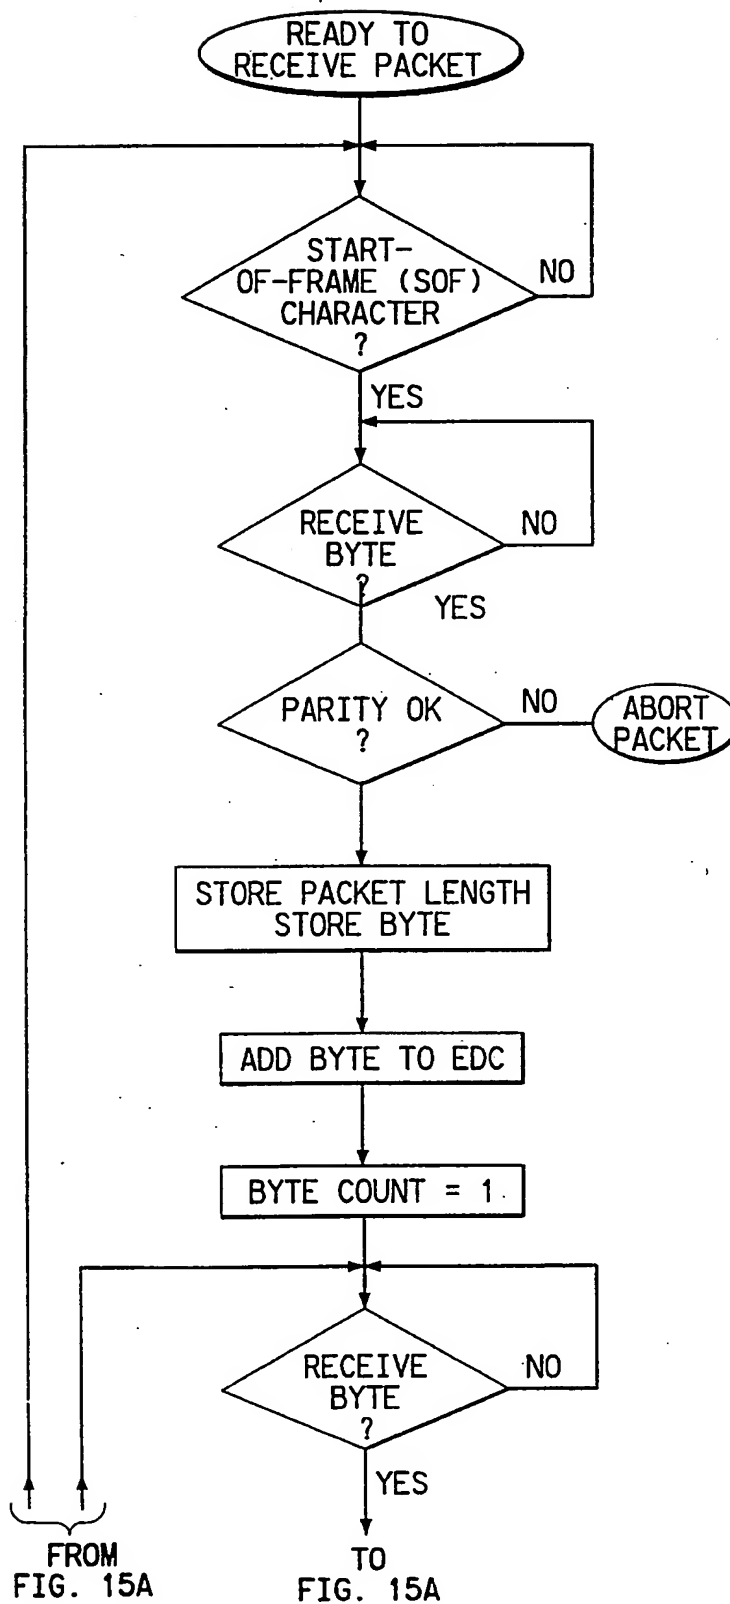 READY TO
RECEIVE PACKET
START-
OF-FRAME (SOF)
CHARACTER
?
NO
YES
RECEIVE
BYTE
?
NO
YES
PARITY OK
?
NO
ABORT
PACKET
STORE PACKET LENGTH
STORE BYTE
ADD BYTE TO EDC
BYTE COUNT = 1
RECEIVE
BYTE
?
NO
YES
FROM
FIG. 15A
TO
FIG. 15A